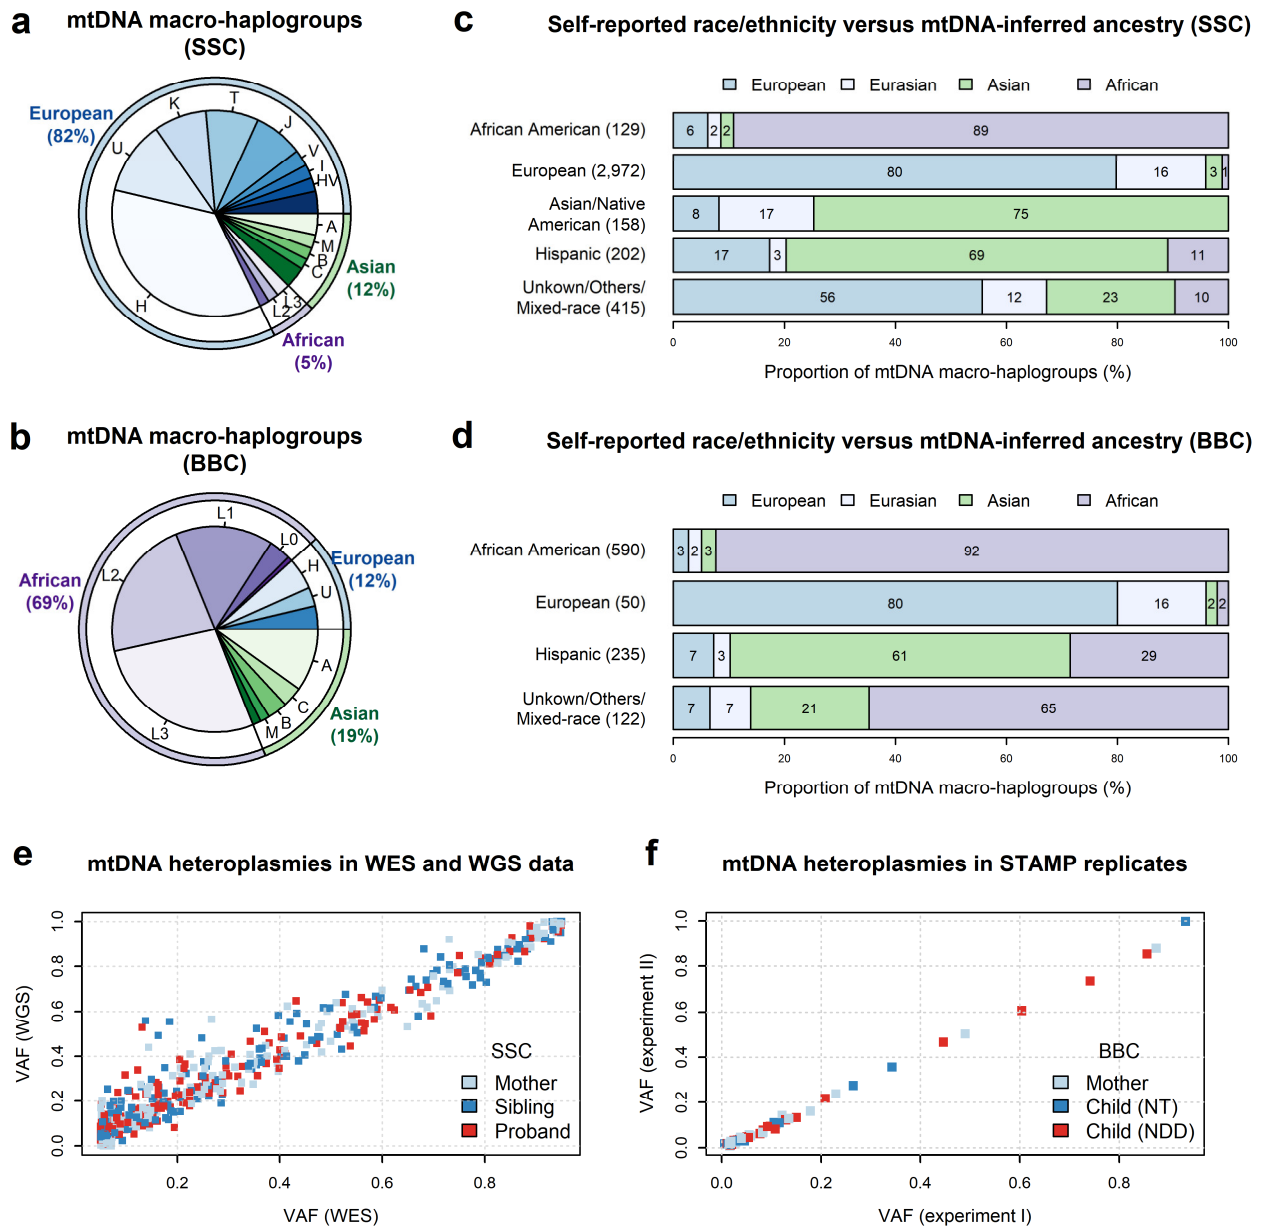 a
mtDNA macro-haplogroups
(SSC)
European
(82%)
U
K
T
J
V
I
HV
A
M
B
C
L3
L2
H
Asian
(12%)
African
(5%)
c
Self-reported race/ethnicity versus mtDNA-inferred ancestry (SSC)
European
Eurasian
Asian
African
African American (129)
6
2
2
89
European (2,972)
80
16
3
1
Asian/Native
American (158)
8
17
75
Hispanic (202)
17
3
69
11
Unkown/Others/
Mixed-race (415)
56
12
23
10
0
20
40
60
80
100
Proportion of mtDNA macro-haplogroups (%)
b
mtDNA macro-haplogroups
(BBC)
African
(69%)
L2
L1
L0
H
U
A
C
B
M
L3
European
(12%)
Asian
(19%)
d
Self-reported race/ethnicity versus mtDNA-inferred ancestry (BBC)
European
Eurasian
Asian
African
African American (590)
3
2
3
92
European (50)
80
16
2
2
Hispanic (235)
7
3
61
29
Unkown/Others/
Mixed-race (122)
7
7
21
65
0
20
40
60
80
100
Proportion of mtDNA macro-haplogroups (%)
e
mtDNA heteroplasmies in WES and WGS data
VAF (WGS)
1.0
0.8
0.6
0.4
0.2
0.0
SSC
Mother
Sibling
Proband
0.2
0.4
0.6
0.8
VAF (WES)
f
mtDNA heteroplasmies in STAMP replicates
VAF (experiment II)
1.0
0.8
0.6
0.4
0.2
0.0
BBC
Mother
Child (NT)
Child (NDD)
0.0
0.2
0.4
0.6
0.8
VAF (experiment I)